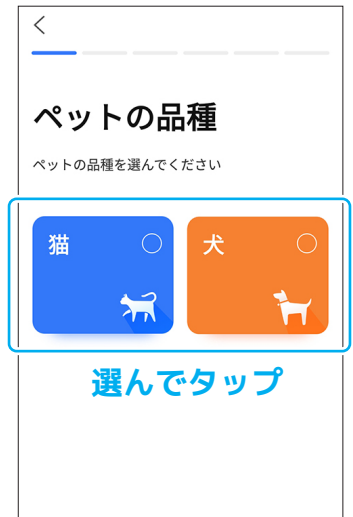 ペットの品種
ペットの品種を選んでください
猫
犬
選んでタップ